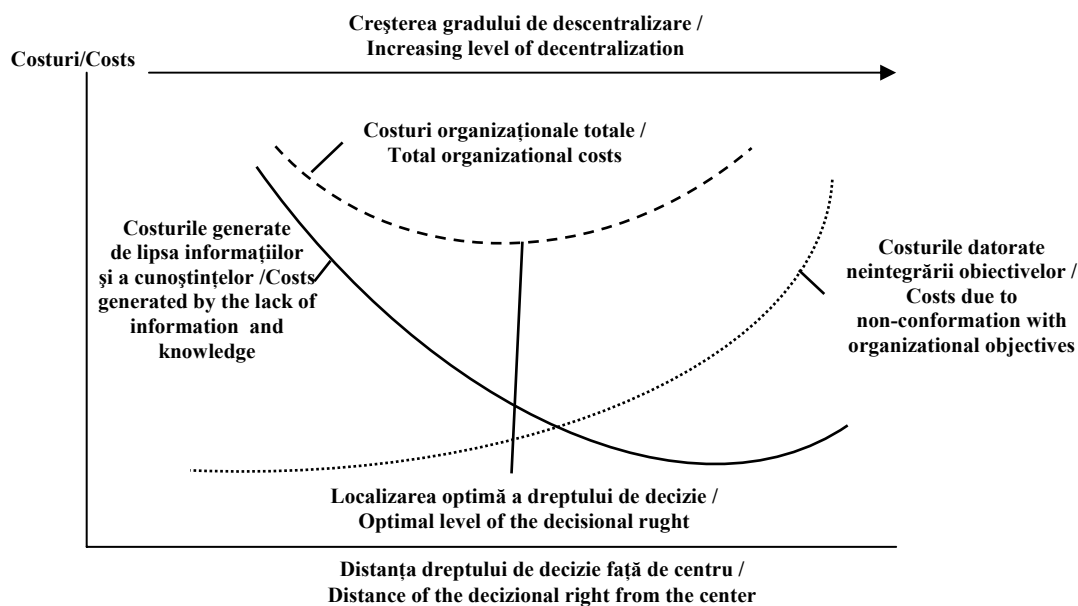 Creşterea gradului de descentralizare /
Increasing level of decentralization
Costuri/Costs
Costuri organizaţionale totale /
Total organizational costs
Costurile generate
de lipsa informaţiilor
şi a cunoştinţelor /Costs
generated by the lack of
information and
knowledge
Costurile datorate
neintegrării obiectivelor /
Costs due to
non-conformation with
organizational objectives
Localizarea optimă a dreptului de decizie /
Optimal level of the decisional rught
Distanţa dreptului de decizie faţă de centru /
Distance of the decizional right from the center